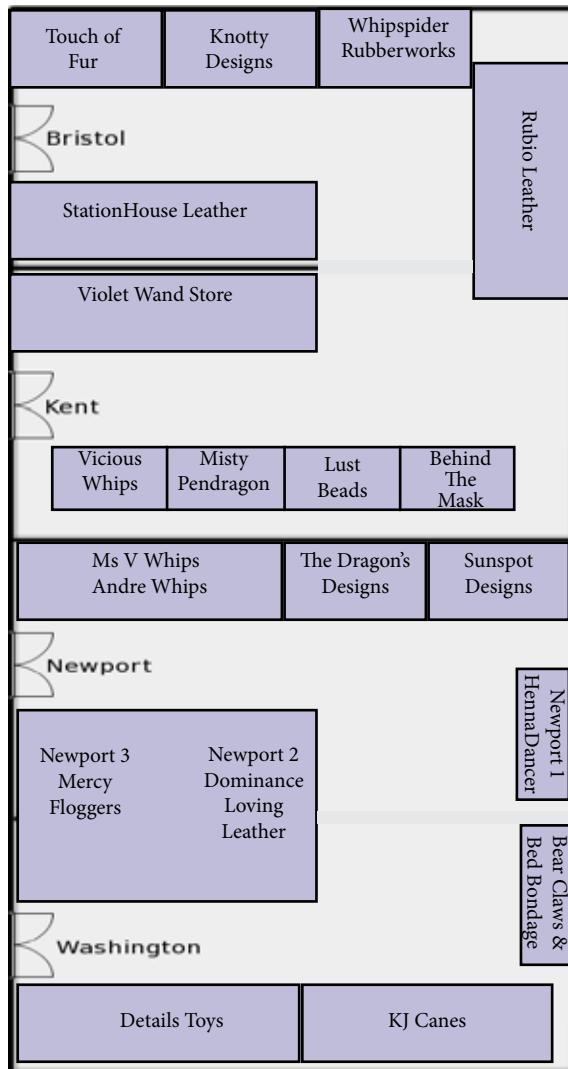 Touch of
Fur
Knotty
Designs
Whipspider
Rubberworks
Rubio Leather
Bristol
StationHouse Leather
Violet Wand Store
Kent
Vicious
Whips
Misty
Pendragon
Lust
Beads
Behind
The
Mask
Ms V Whips
Andre Whips
The Dragon's
Designs
Sunspot
Designs
Newport
Newport 1
HennaDancer
Newport 3
Mercy
Floggers
Newport 2
Dominance
Loving
Leather
Bear Claws &
Bed Bondage
Washington
Details Toys
KJ Canes